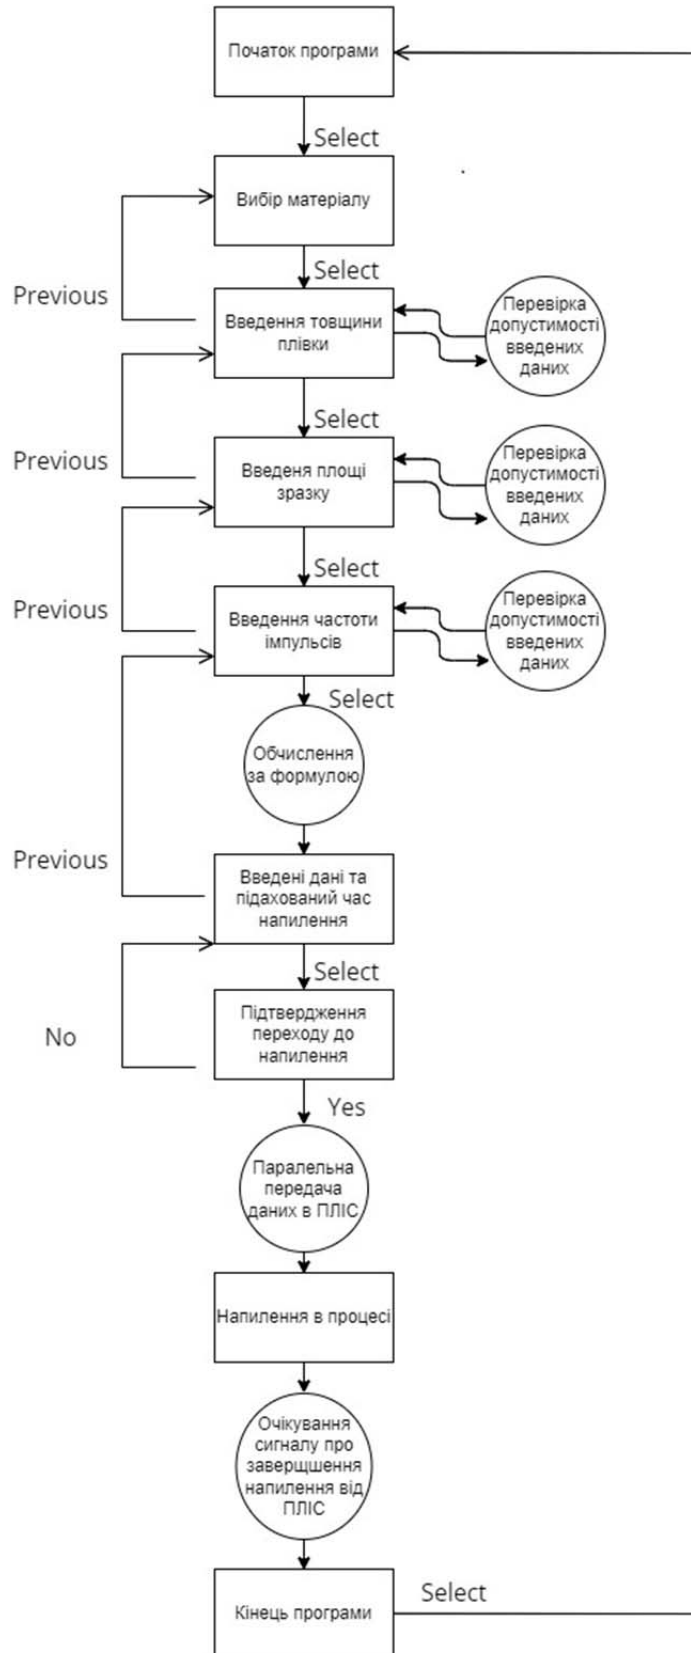 Початок програми
Select
Вибір матеріалу
Select
Previous
Введення товщини
плівки
Перевірка
допустимості
введених
даних
Select
Previous
Введеня площі
зразку
Перевірка
допустимості
введених
даних
Select
Previous
Введення частоти
імпульсів
Перевірка
допустимості
введених
даних
Select
Обчислення
за формулою
Previous
Введені дані та
підахований час
напилення
Select
No
Підтвердження
переходу до
напилення
Yes
Паралельна
передача
даних в ПЛІС
Напилення в процесі
Очікування
сигналу про
заверщшення
напилення від
ПЛІС
Кінець програми
Select